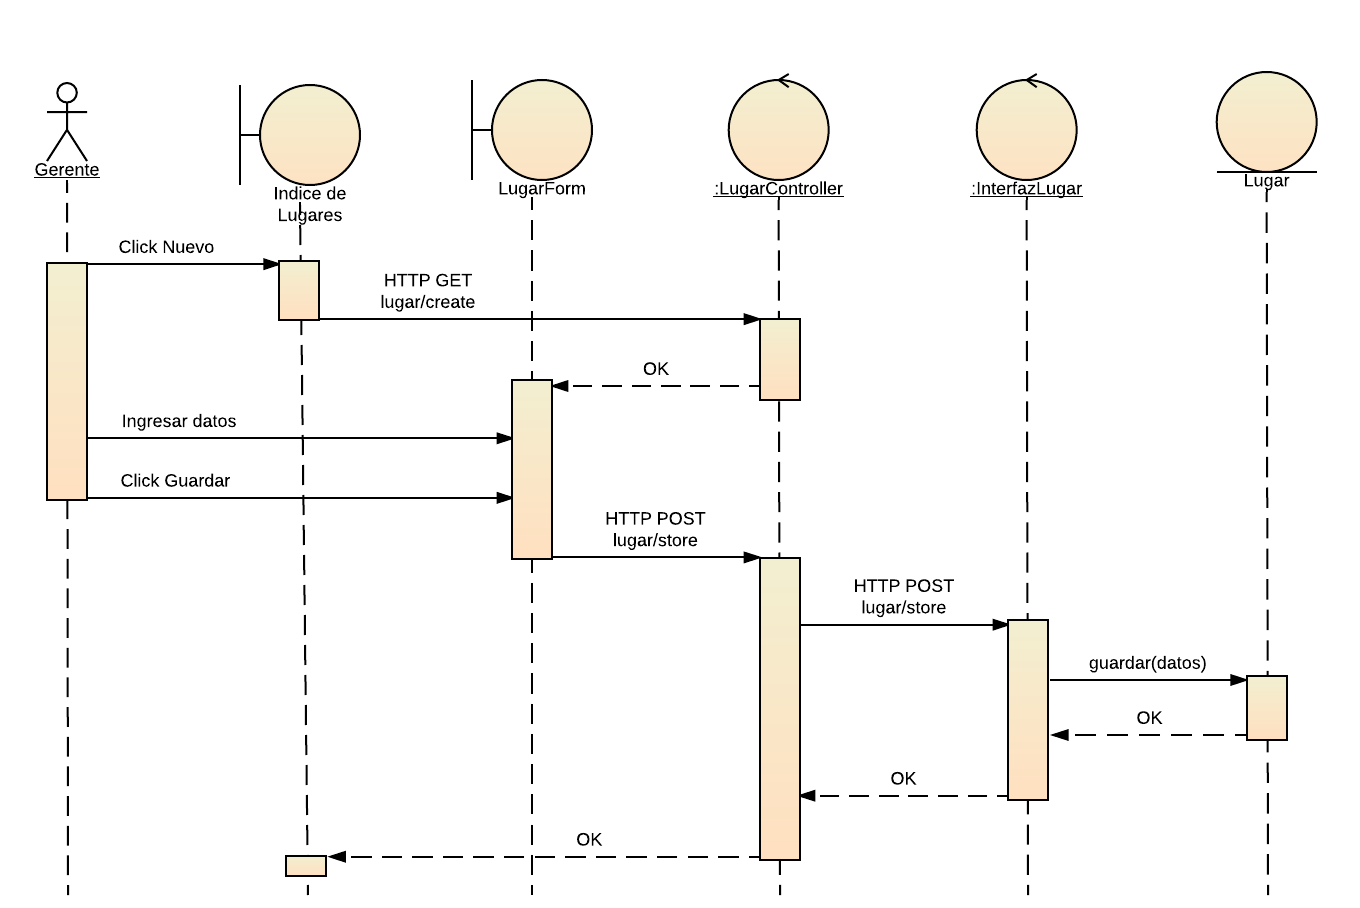 Gerente
Indice de
Lugares
LugarForm
:LugarController
:InterfazLugar
Lugar
Click Nuevo
HTTP GET
lugar/create
OK
Ingresar datos
Click Guardar
HTTP POST
lugar/store
HTTP POST
lugar/store
guardar(datos)
OK
OK
OK